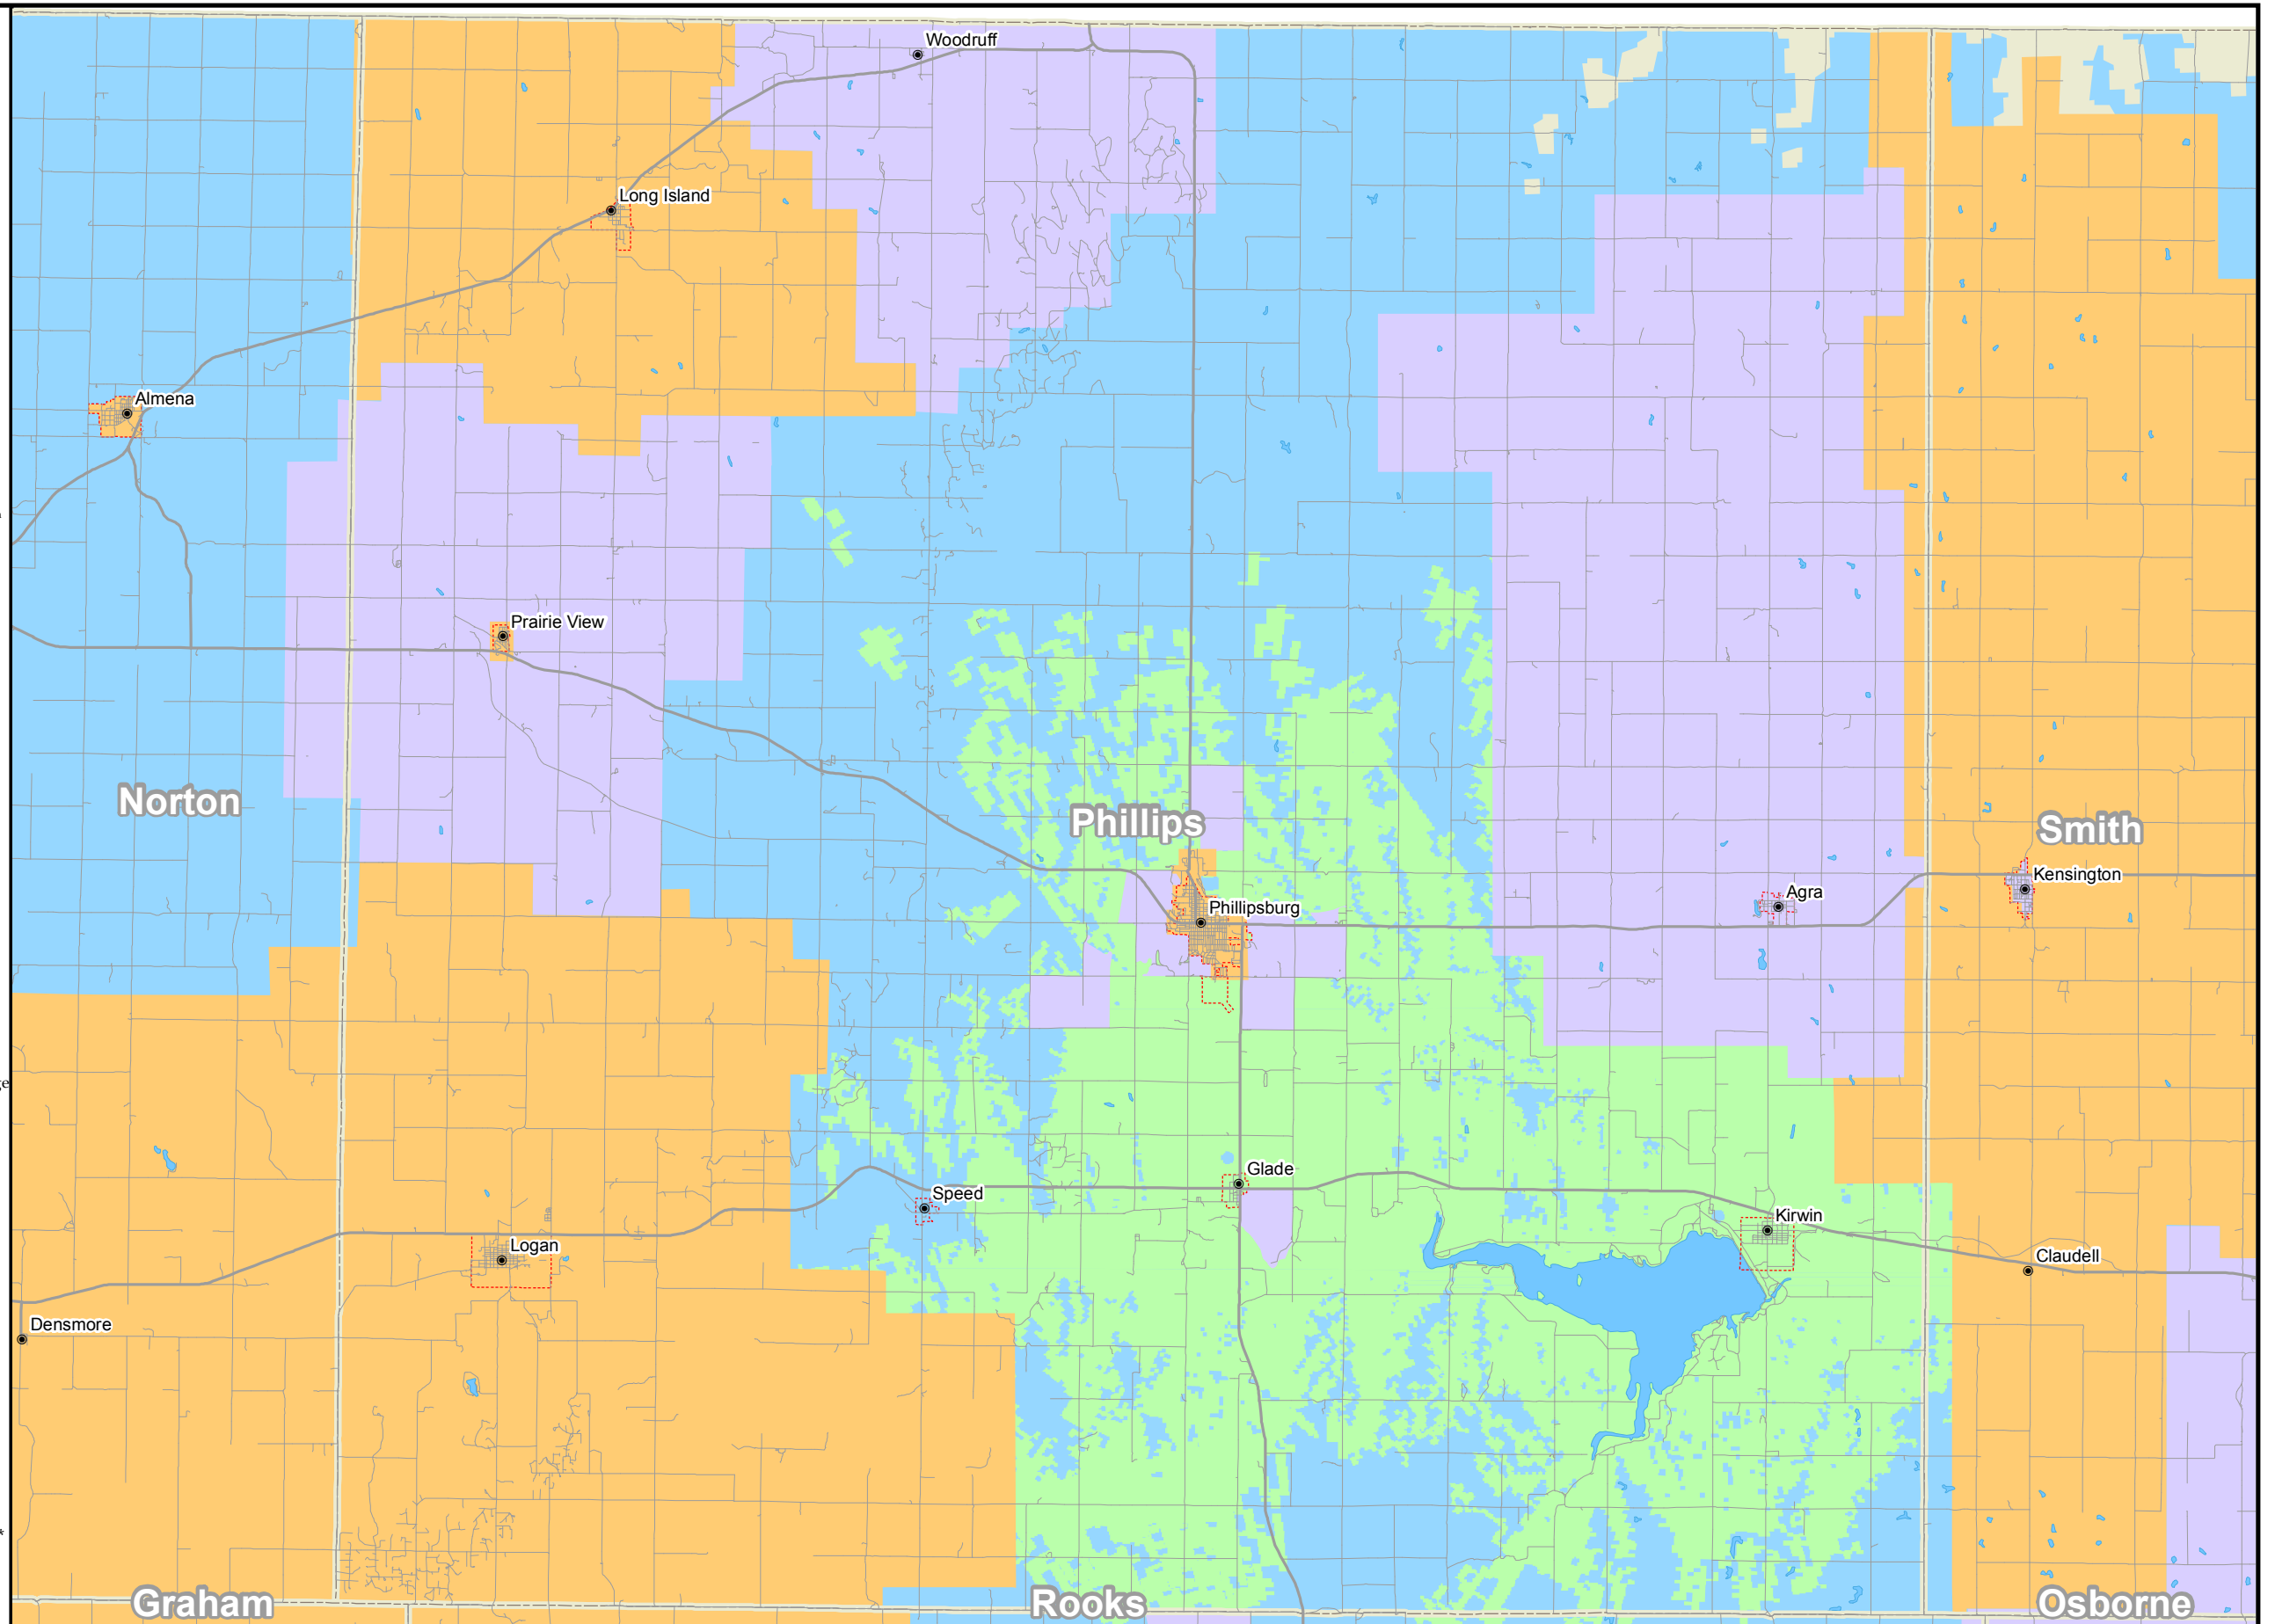 Woodruff
Long Island
Almena
Prairie View
Norton
Phillips
Smith
Kensington
Agra
Phillipsburg
ge
Glade
Speed
Kirwin
Logan
Claudell
Densmore
*
Graham
Rooks
Osborne